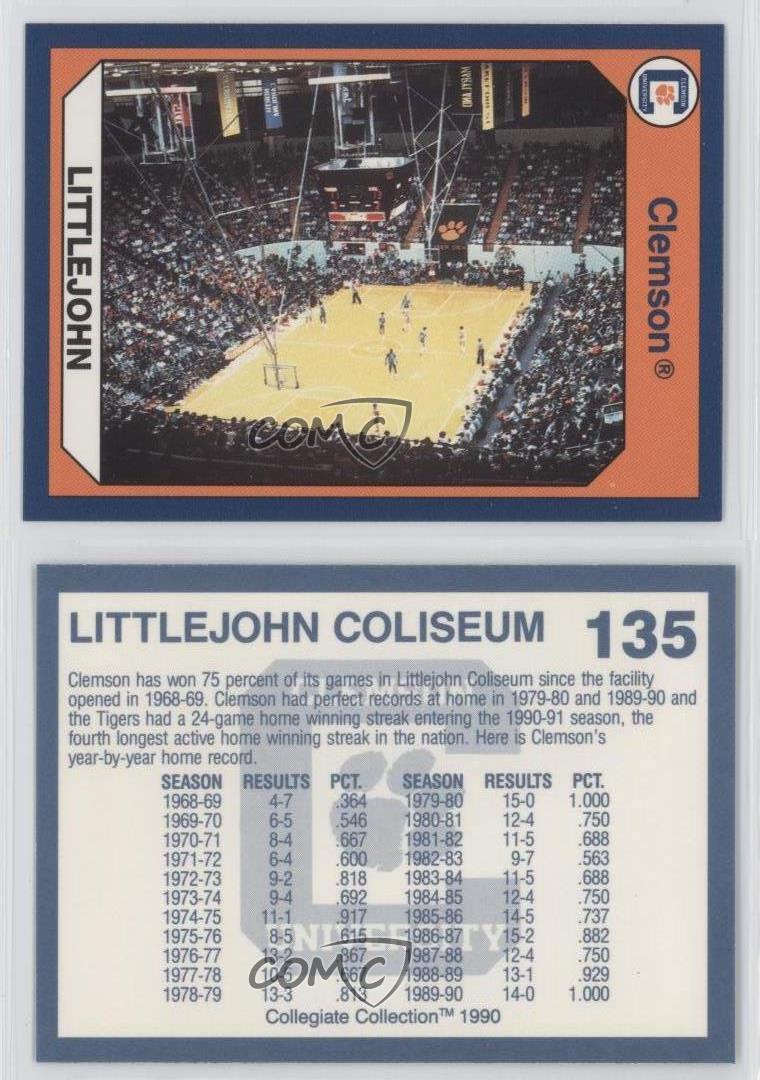 CLEMSON
UNIVERSITY
Clemson®
LITTLEJOHN
COMC
LITTLEJOHN COLISEUM 135
Clemson has won 75 percent of its games in Littlejohn Coliseum since the facility
opened in 1968-69. Clemson had perfect records at home in 1979-80 and 1989-90 and
the Tigers had a 24-game home winning streak entering the 1990-91 season, the
fourth longest active home winning streak in the nation. Here is Clemson's
year-by-year home record.
SEASON RESULTS PCT. SEASON RESULTS PCT.
1968-69 4-7 .364 1979-80 15-0 1.000
1969-70 6-5 .546 1980-81 12-4 .750
1970-71 8-4 .667 1981-82 11-5 .688
1971-72 6-4 .600 1982-83 9-7 .563
1972-73 9-2 .818 1983-84 11-5 .688
1973-74 9-4 .692 1984-85 12-4 .750
1974-75 11-1 .917 1985-86 14-5 .737
1975-76 8-5 .615 1986-87 15-2 .882
1976-77 13-2 .867 1987-88 12-4 .750
1977-78 10-5 .667 1988-89 13-1 .929
1978-79 13-3 .813 1989-90 14-0 1.000
UNIVERSITY
COMC
Collegiate Collection™ 1990